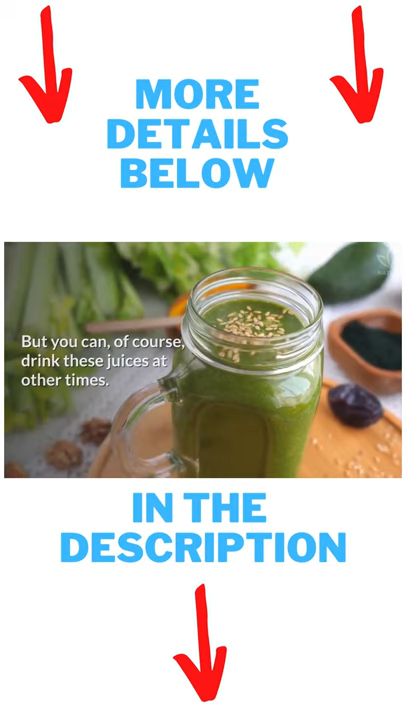 MORE
DETAILS
BELOW
But you can, of course,
drink these juices at
other times.
IN THE
DESCRIPTION